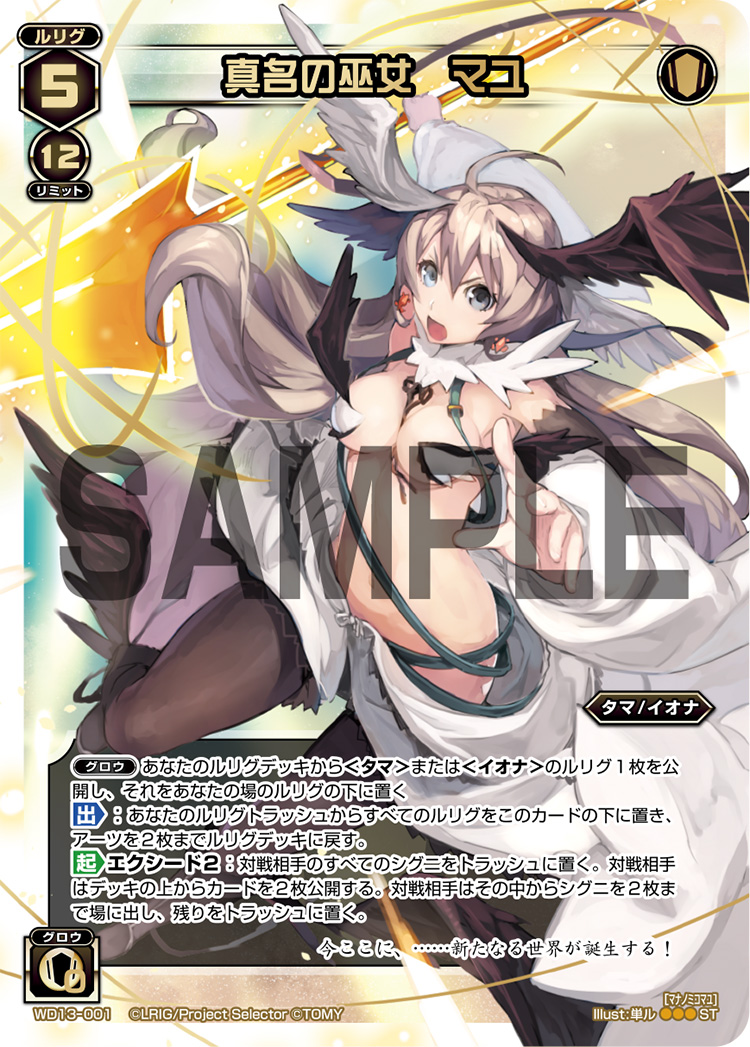 ルリグ
5
真名の巫女 マユ
12
リミット
SAMPLE
タマ/イオナ
グロウ あなたのルリグデッキから<タマ>または<イオナ>のルリグ1枚を公
開し、それをあなたの場のルリグの下に置く
出:あなたのルリグトラッシュからすべてのルリグをこのカードの下に置き、
アーツを2枚までルリグデッキに戻す。
起エクシード2:対戦相手のすべてのシグニをトラッシュに置く。対戦相手
はデッキの上からカードを2枚公開する。対戦相手はその中からシグニを2枚ま
で場に出し、残りをトラッシュに置く。
今ここに、……新たなる世界が誕生する!
グロウ
0
[マナノミコマユ]
WD13-001 ©LRIG/Project Selector ©TOMY Illust:単ル ST